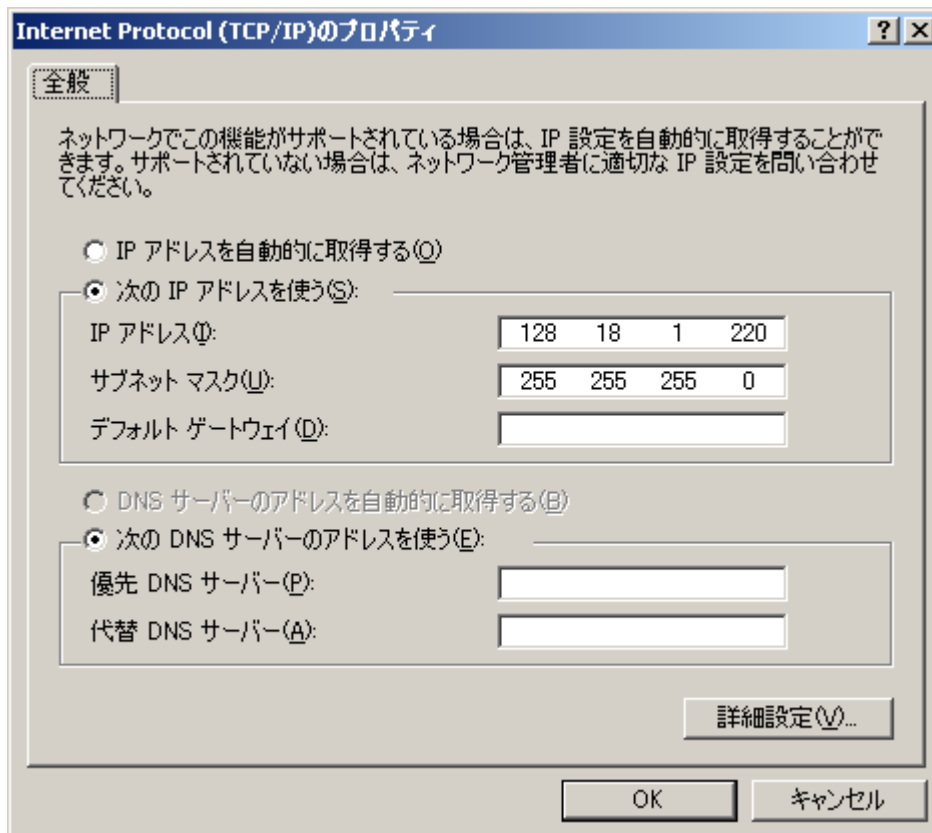 Internet Protocol (TCP/IP)のプロパティ
全般
ネットワークでこの機能がサポートされている場合は、IP 設定を自動的に取得することがで
きます。サポートされていない場合は、ネットワーク管理者に適切な IP 設定を問い合わせ
てください。
IP アドレスを自動的に取得する(O)
次の IP アドレスを使う(S):
IP アドレス(I): 128 18 1 220
サブネット マスク(U): 255 255 255 0
デフォルト ゲートウェイ(D):
DNS サーバーのアドレスを自動的に取得する(B)
次の DNS サーバーのアドレスを使う(E):
優先 DNS サーバー(P):
代替 DNS サーバー(A):
詳細設定(V)...
OK キャンセル